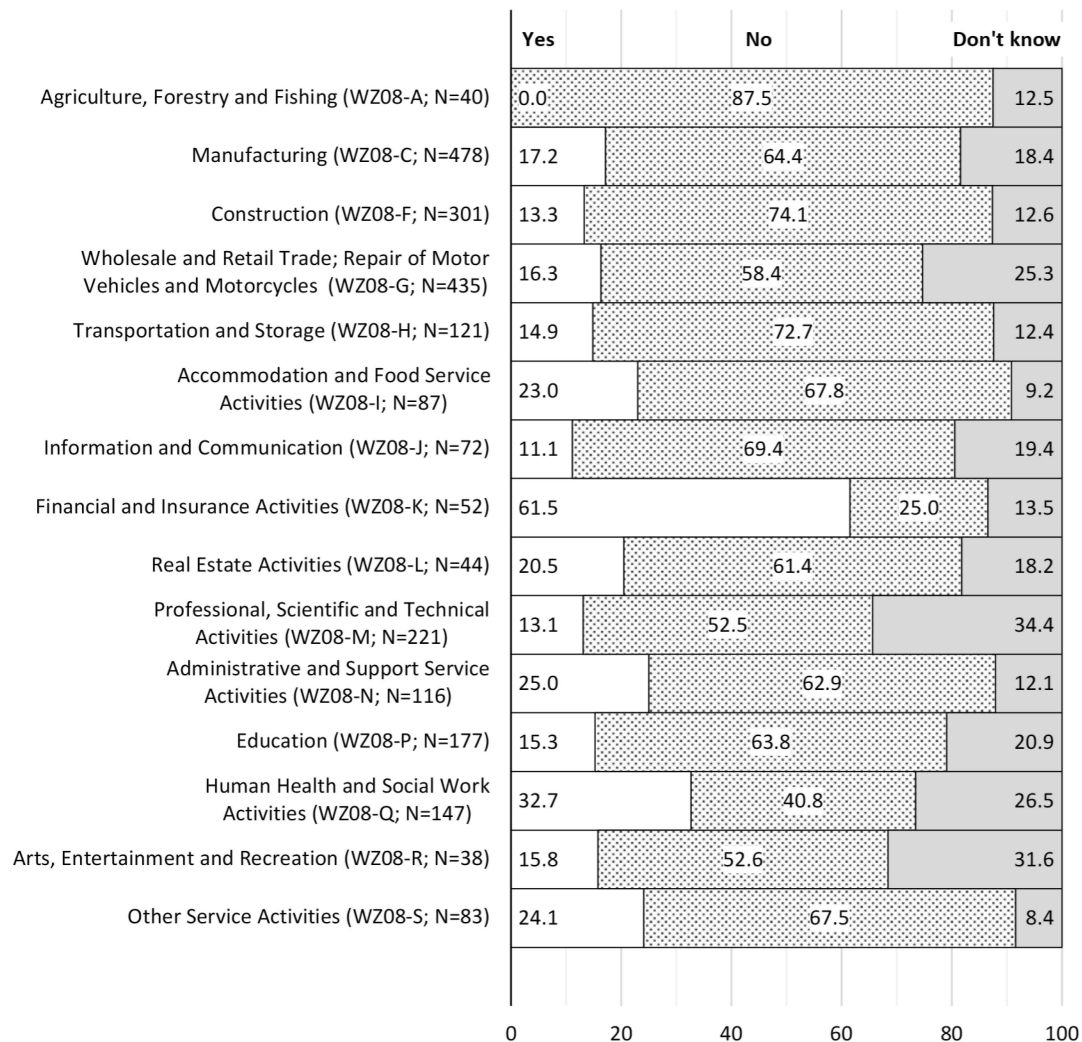 Yes No Don't know
Agriculture, Forestry and Fishing (WZ08-A; N=40) 0.0 87.5 12.5
Manufacturing (WZ08-C; N=478) 17.2 64.4 18.4
Construction (WZ08-F; N=301) 13.3 74.1 12.6
Wholesale and Retail Trade; Repair of Motor
Vehicles and Motorcycles (WZ08-G; N=435) 16.3 58.4 25.3
Transportation and Storage (WZ08-H; N=121) 14.9 72.7 12.4
Accommodation and Food Service
Activities (WZ08-I; N=87) 23.0 67.8 9.2
Information and Communication (WZ08-J; N=72) 11.1 69.4 19.4
Financial and Insurance Activities (WZ08-K; N=52) 61.5 25.0 13.5
Real Estate Activities (WZ08-L; N=44) 20.5 61.4 18.2
Professional, Scientific and Technical
Activities (WZ08-M; N=221) 13.1 52.5 34.4
Administrative and Support Service
Activities (WZ08-N; N=116) 25.0 62.9 12.1
Education (WZ08-P; N=177) 15.3 63.8 20.9
Human Health and Social Work
Activities (WZ08-Q; N=147) 32.7 40.8 26.5
Arts, Entertainment and Recreation (WZ08-R; N=38) 15.8 52.6 31.6
Other Service Activities (WZ08-S; N=83) 24.1 67.5 8.4
0 20 40 60 80 100